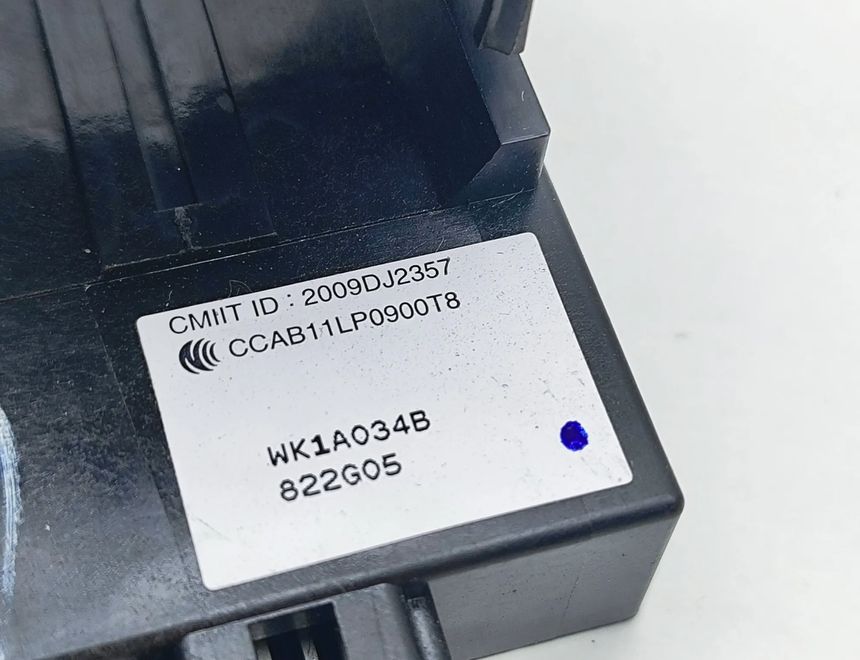 CMIIT ID : 2009DJ2357
CCAB11LP0900T8
WK1A034B
822G05